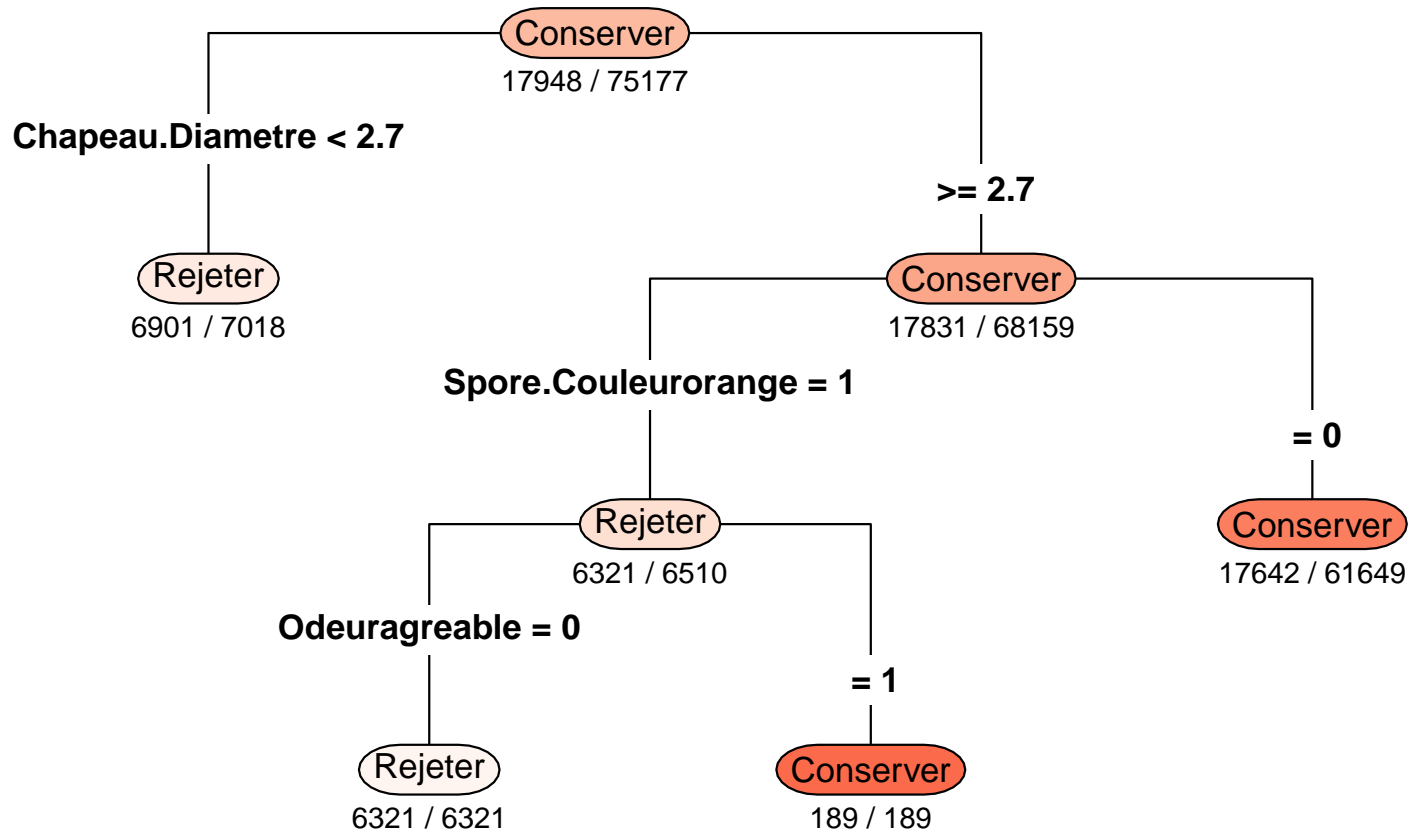 Conserver
17948 / 75177
Chapeau.Diametre < 2.7
>= 2.7
Rejeter
6901 / 7018
Conserver
17831 / 68159
Spore.Couleurorange = 1
= 0
Rejeter
6321 / 6510
Conserver
17642 / 61649
Odeuragreable = 0
= 1
Rejeter
6321 / 6321
Conserver
189 / 189